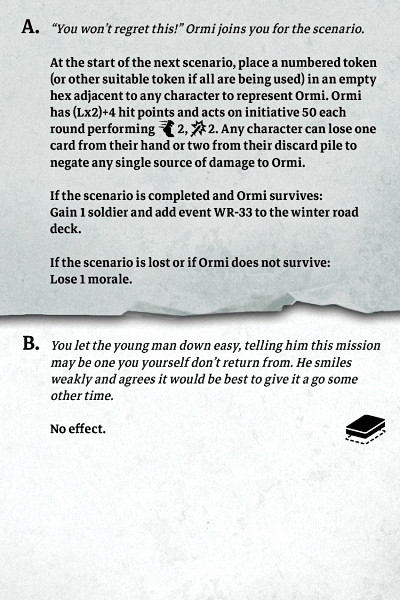 A. “You won’t regret this!” Ormi joins you for the scenario.
At the start of the next scenario, place a numbered token
(or other suitable token if all are being used) in an empty
hex adjacent to any character to represent Ormi. Ormi
has (Lx2)+4 hit points and acts on initiative 50 each
round performing 2, 2. Any character can lose one
card from their hand or two from their discard pile to
negate any single source of damage to Ormi.
If the scenario is completed and Ormi survives:
Gain 1 soldier and add event WR-33 to the winter road
deck.
If the scenario is lost or if Ormi does not survive:
Lose 1 morale.
B. You let the young man down easy, telling him this mission
may be one you yourself don’t return from. He smiles
weakly and agrees it would be best to give it a go some
other time.
No effect.